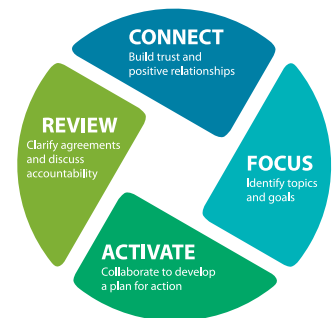 CONNECT
Build trust and
positive relationships
FOCUS
Identify topics
and goals
ACTIVATE
Collaborate to develop
a plan for action
REVIEW
Clarify agreements
and discuss
accountability